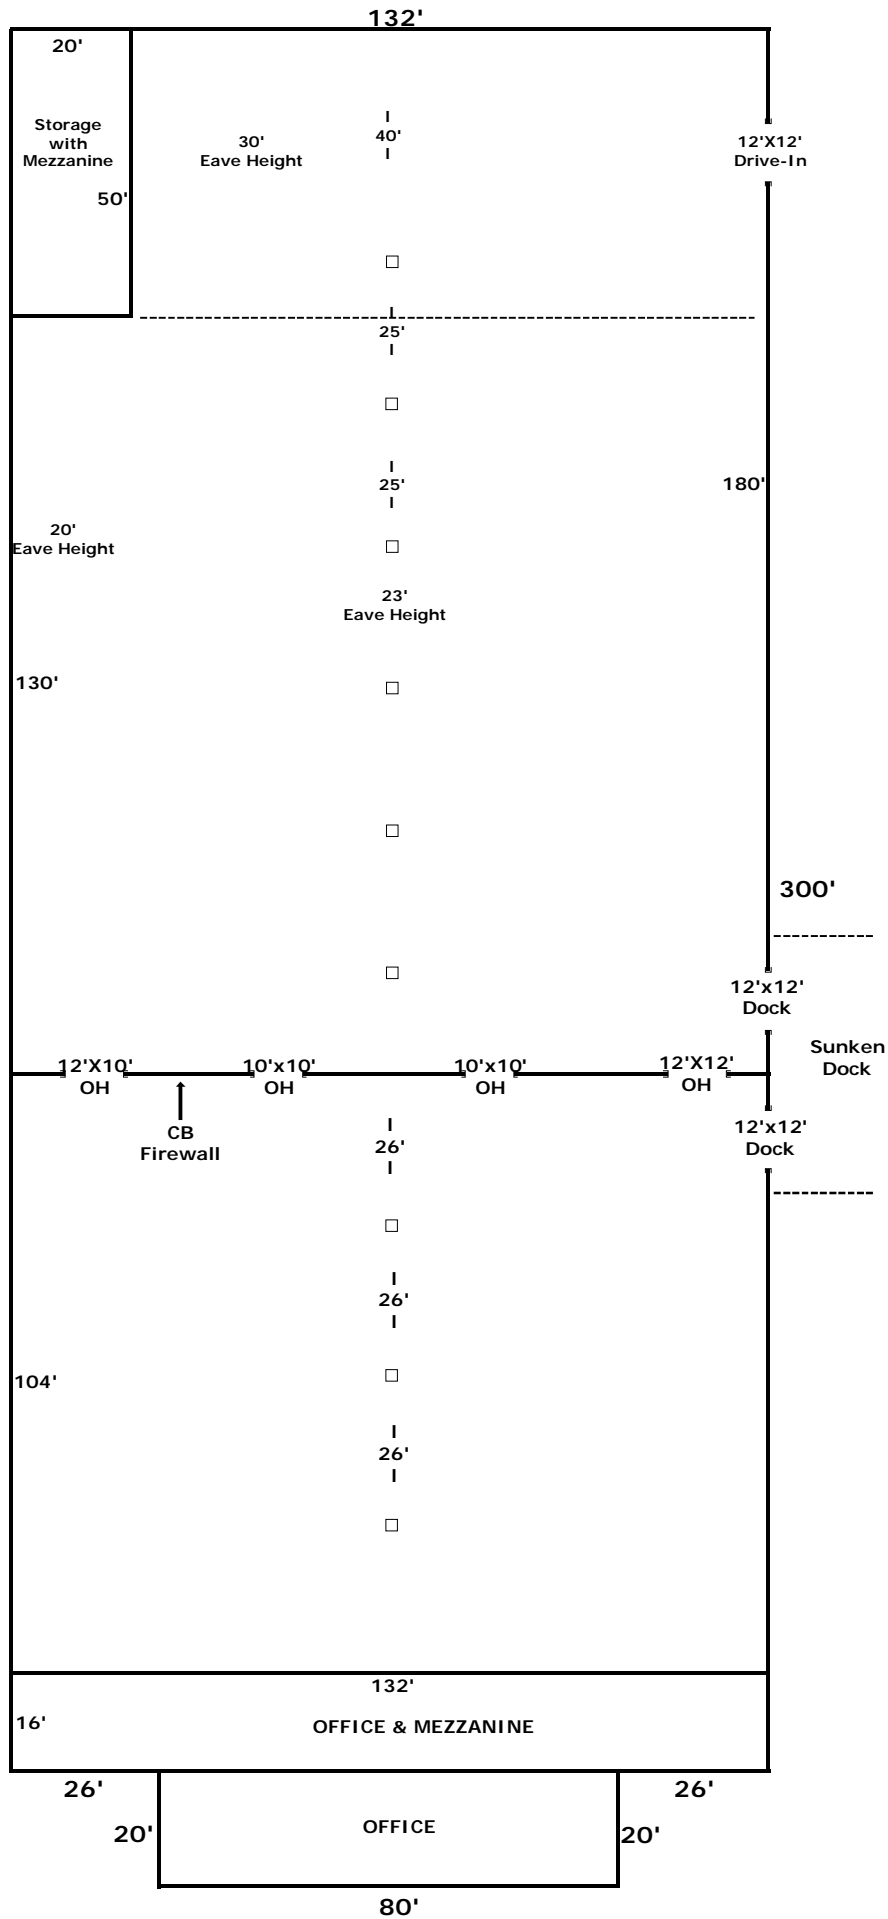 132'
20'
Storage
with
Mezzanine
50'
30'
Eave Height
40'
12'X12'
Drive-In
25'
25'
180'
20'
Eave Height
23'
Eave Height
130'
300'
12'x12'
Dock
Sunken
Dock
12'X10'
OH
10'x10'
OH
10'x10'
OH
12'X12'
OH
CB
Firewall
12'x12'
Dock
26'
26'
104'
26'
132'
16'
OFFICE & MEZZANINE
26'
26'
20'
OFFICE
20'
80'